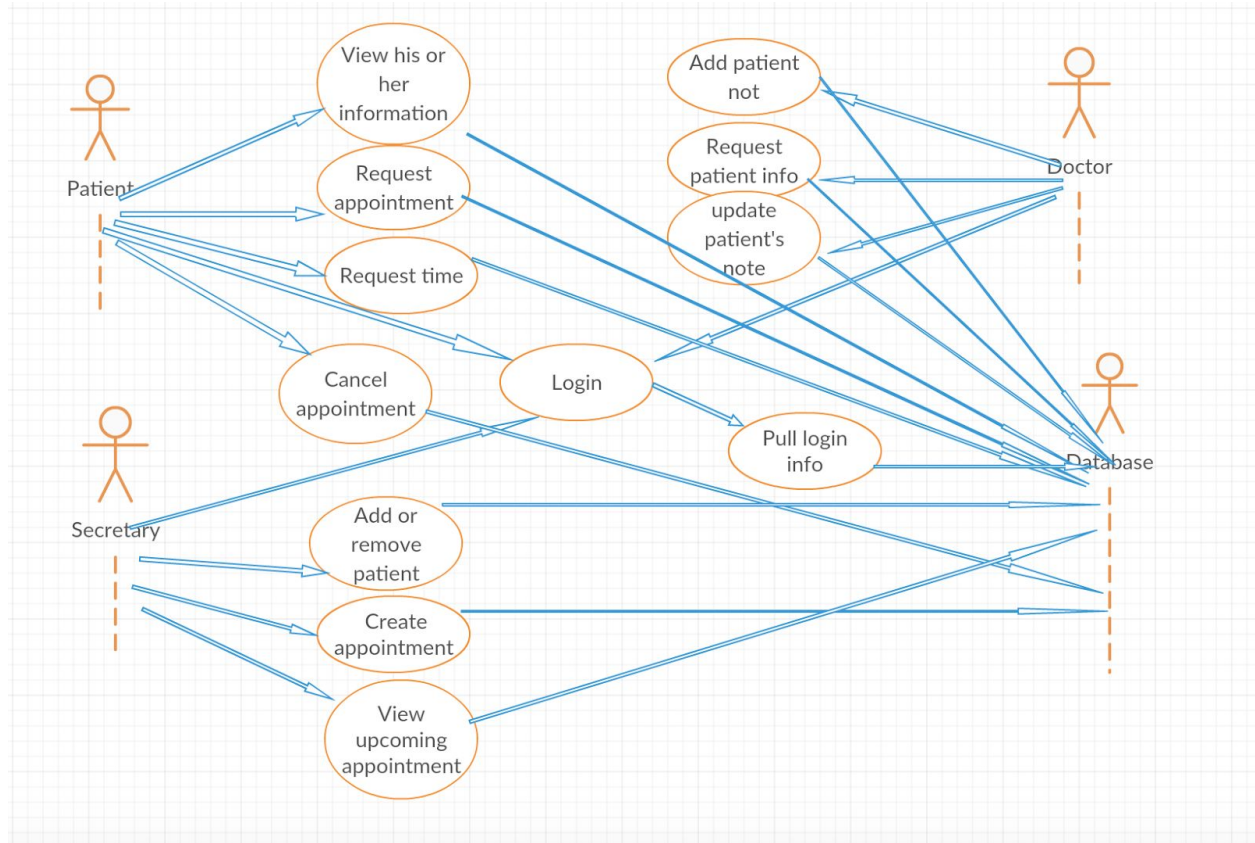 View his or
her
information
Add patient
not
Patient
Request
appointment
Request
patient info
Doctor
update
patient's
note
Request time
Cancel
appointment
Login
Pull login
info
Database
Secretary
Add or
remove
patient
Create
appointment
View
upcoming
appointment